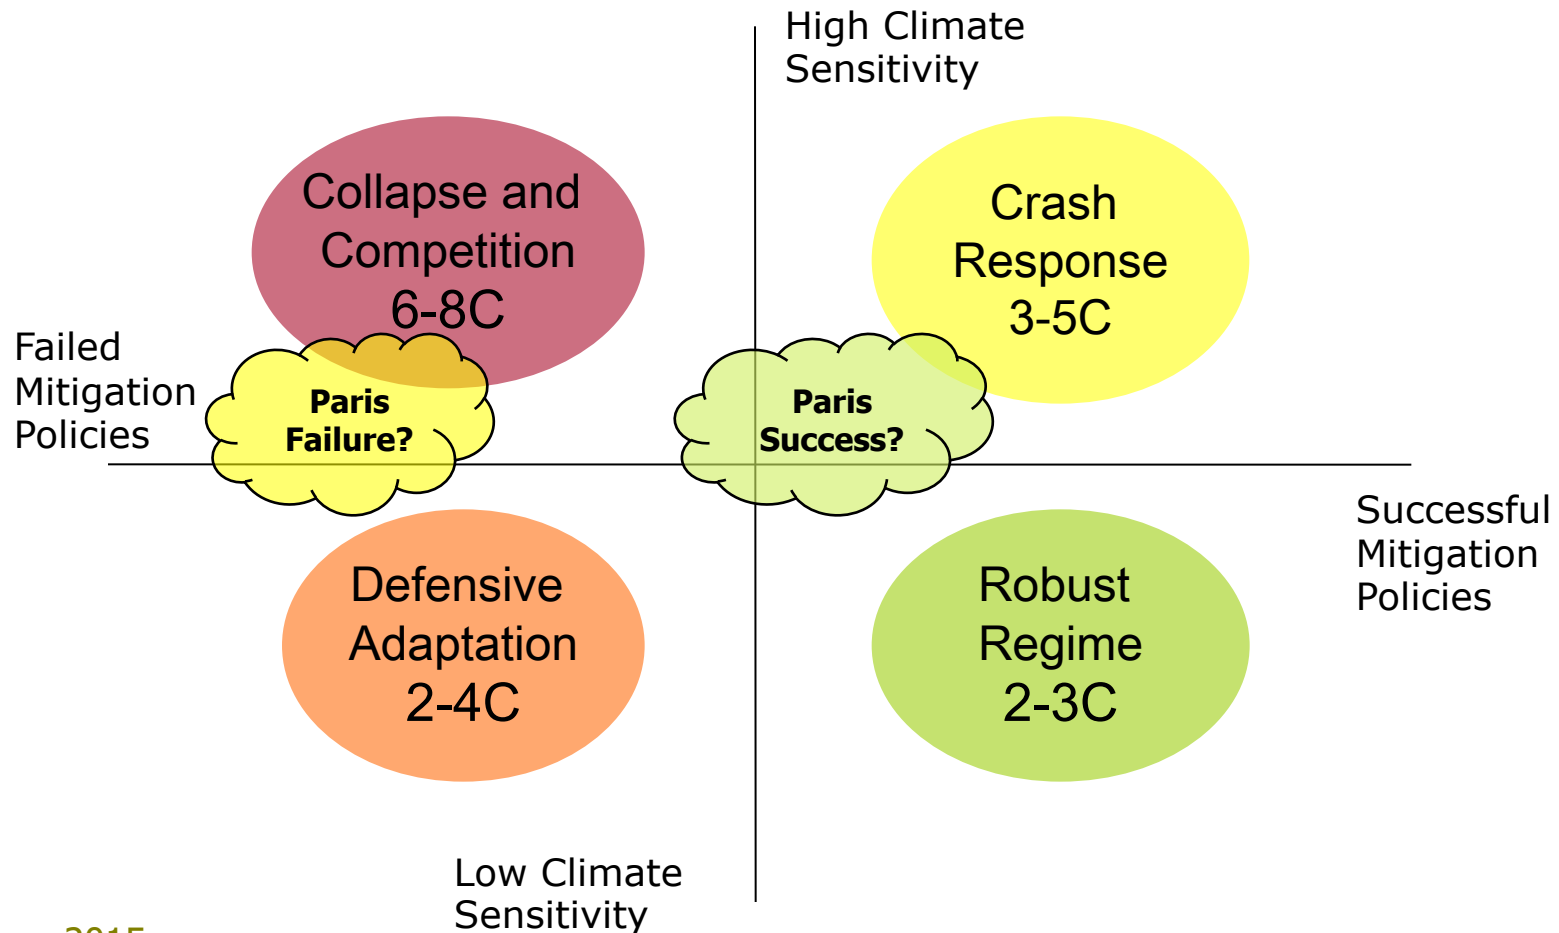 High Climate
Sensitivity
Collapse and
Competition
6-8C
Crash
Response
3-5C
Failed
Mitigation
Policies
Paris
Failure?
Paris
Success?
Successful
Mitigation
Policies
Defensive
Adaptation
2-4C
Robust
Regime
2-3C
Low Climate
Sensitivity